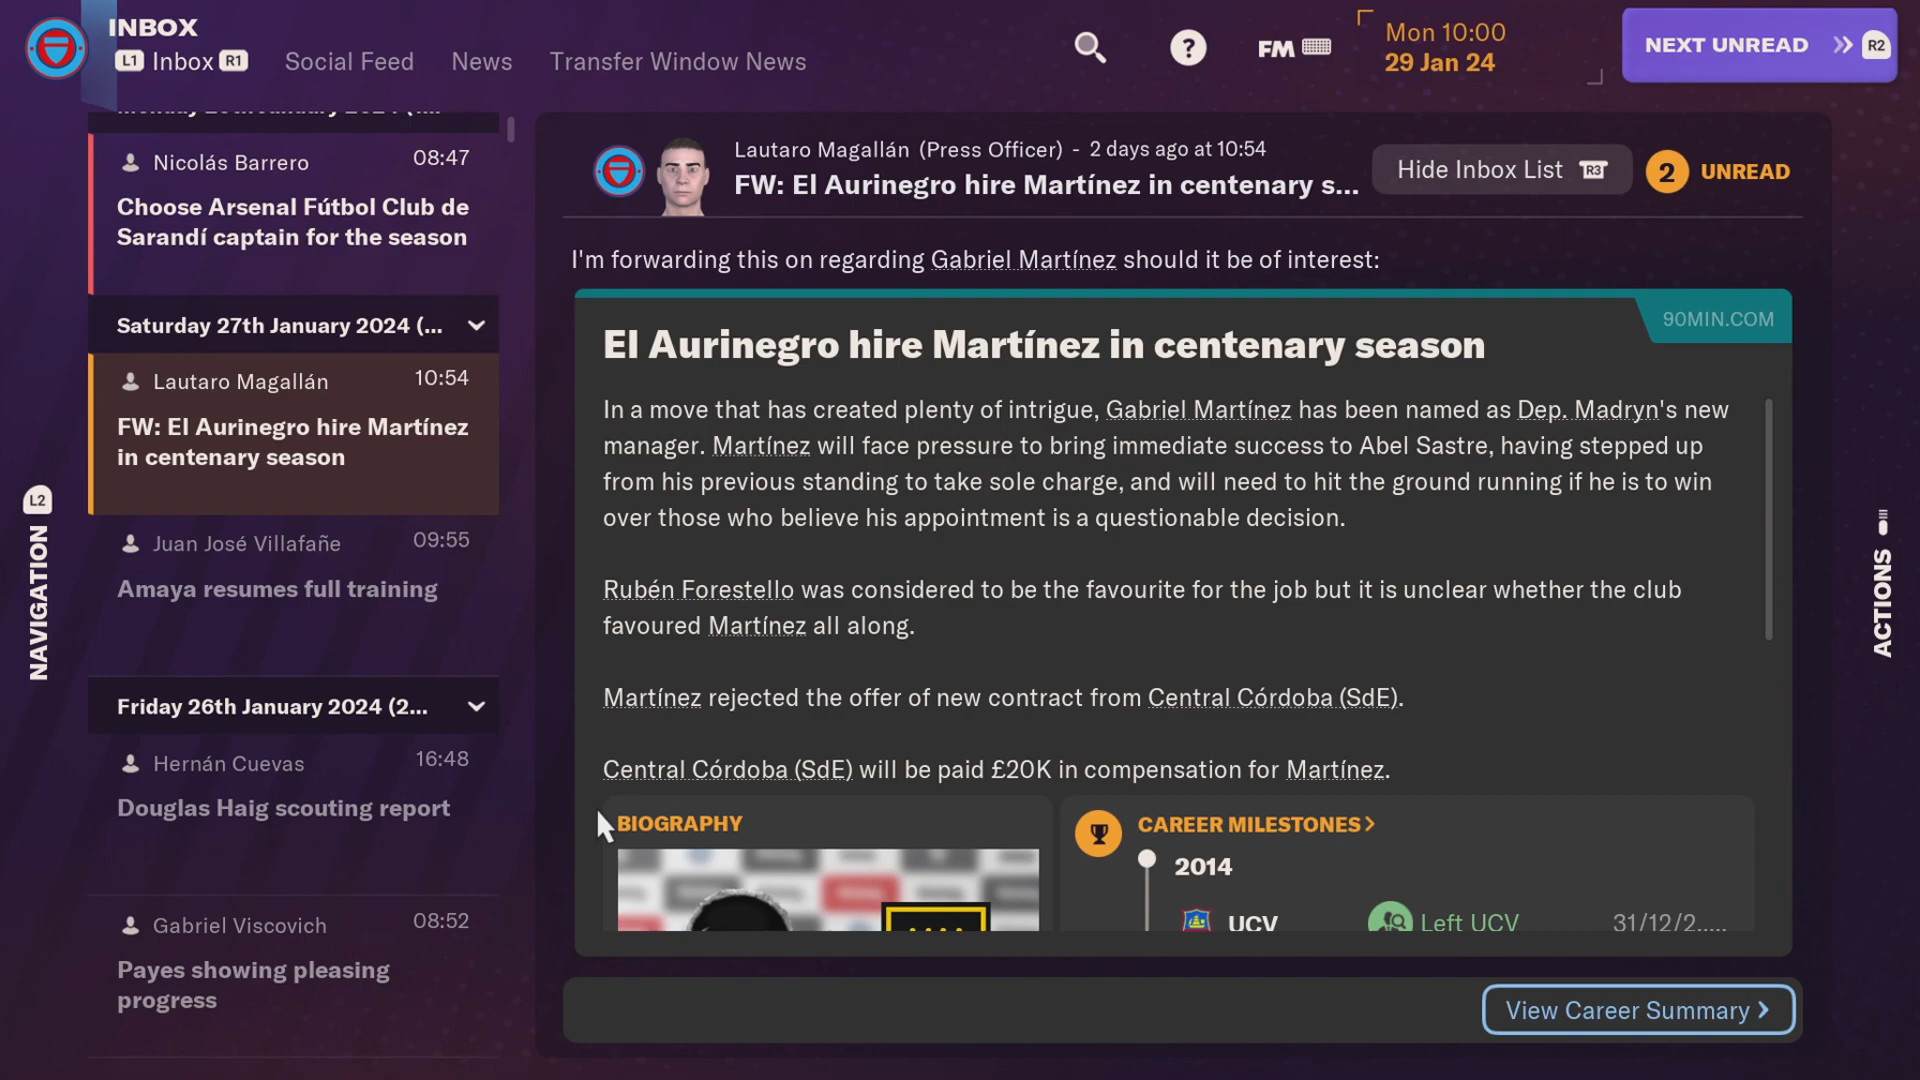 INBOX
L1 Inbox R1 Social Feed News Transfer Window News
? FM Mon 10:00
29 Jan 24
NEXT UNREAD R2
Nicolás Barrero 08:47
Choose Arsenal Fútbol Club de
Sarandí captain for the season
Saturday 27th January 2024 (...
Lautaro Magallán 10:54
FW: El Aurinegro hire Martínez
in centenary season
Juan José Villafañe 09:55
Amaya resumes full training
Friday 26th January 2024 (2...
Hernán Cuevas 16:48
Douglas Haig scouting report
Gabriel Viscovich 08:52
Payes showing pleasing
progress
L2
NAVIGATION
Lautaro Magallán (Press Officer) - 2 days ago at 10:54
FW: El Aurinegro hire Martínez in centenary s...
Hide Inbox List R3
2 UNREAD
I'm forwarding this on regarding Gabriel Martínez should it be of interest:
90MIN.COM
El Aurinegro hire Martínez in centenary season
In a move that has created plenty of intrigue, Gabriel Martínez has been named as Dep. Madryn's new
manager. Martínez will face pressure to bring immediate success to Abel Sastre, having stepped up
from his previous standing to take sole charge, and will need to hit the ground running if he is to win
over those who believe his appointment is a questionable decision.
Rubén Forestello was considered to be the favourite for the job but it is unclear whether the club
favoured Martínez all along.
Martínez rejected the offer of new contract from Central Córdoba (SdE).
Central Córdoba (SdE) will be paid £20K in compensation for Martínez.
BIOGRAPHY
CAREER MILESTONES
2014
UCV Left UCV 31/12/2.....
View Career Summary
ACTIONS